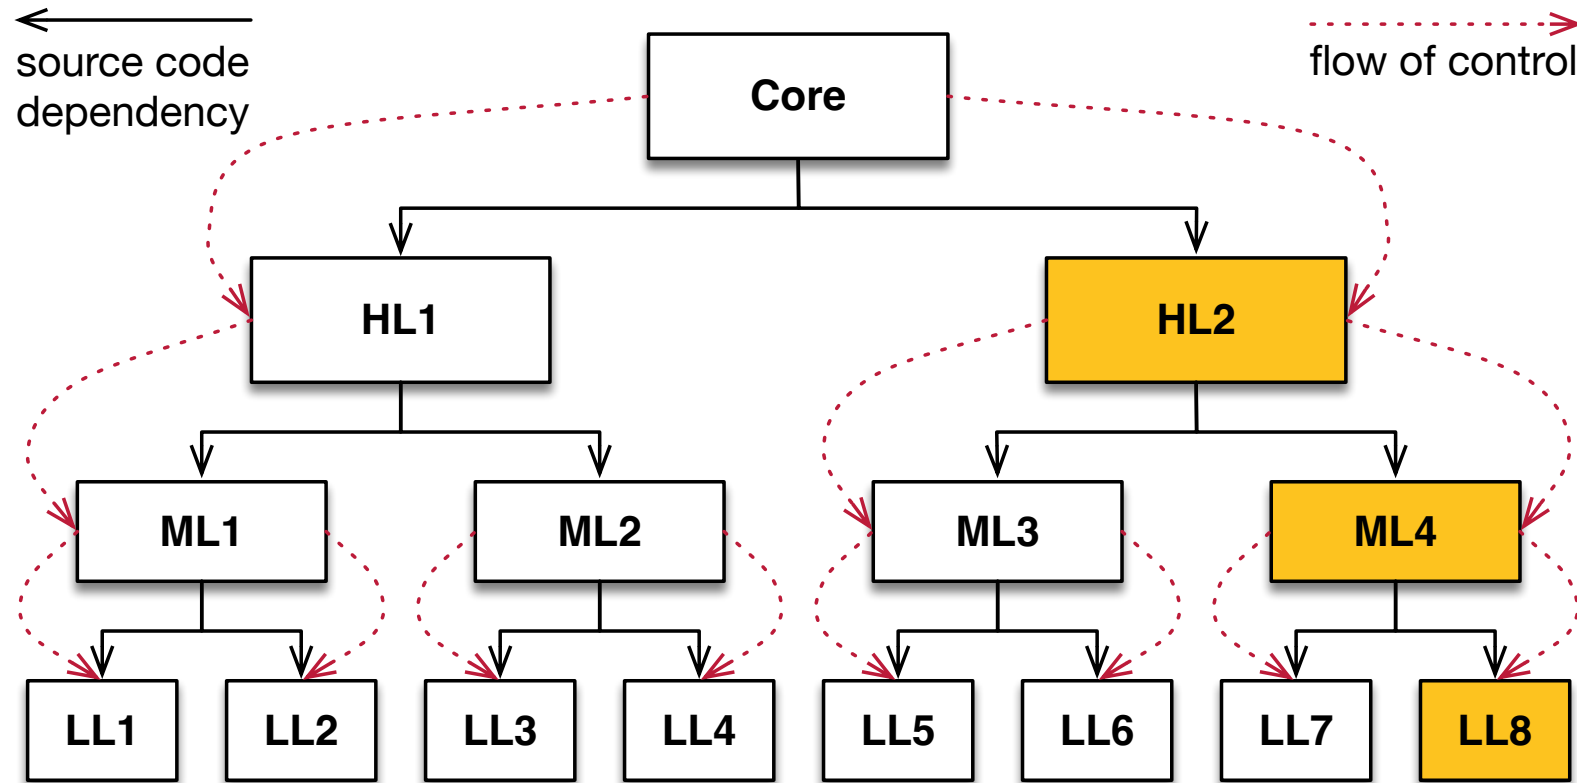 source code
dependency
flow of control
Core
HL1
HL2
ML1
ML2
ML3
ML4
LL1
LL2
LL3
LL4
LL5
LL6
LL7
LL8